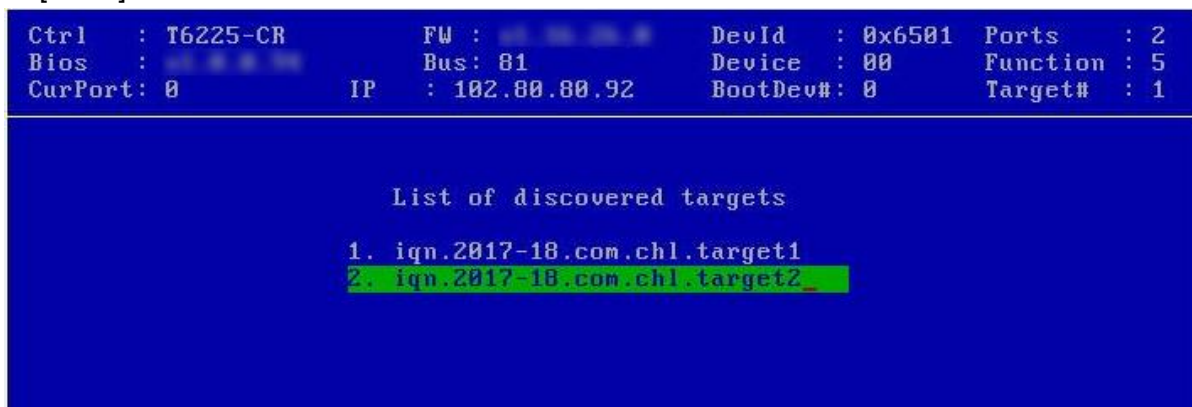 Ctrl : T6225-CR FW : DevId : 0x6501 Ports : 2
Bios : Bus: 81 Device : 00 Function : 5
CurPort: 0 IP : 102.80.80.92 BootDev#: 0 Target# : 1
List of discovered targets
1. iqn.2017-18.com.chl.target1
2. iqn.2017-18.com.chl.target2_